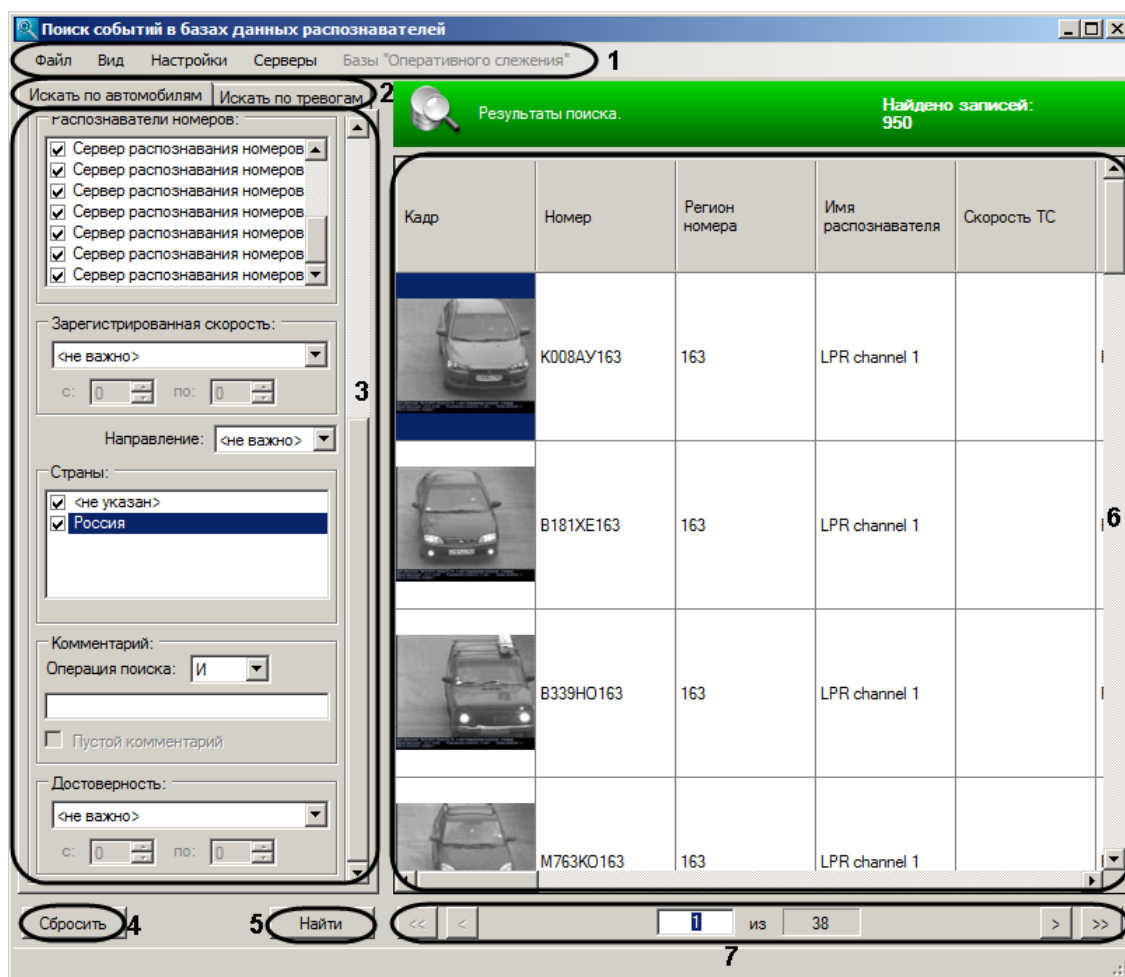 Поиск событий в базах данных распознавателей
Файл Вид Настройки Серверы Базы "Оперативного слежения" 1
Искать по автомобилям Искать по тревогам 2
Распознаватели номеров:
Сервер распознавания номеров
Сервер распознавания номеров
Сервер распознавания номеров
Сервер распознавания номеров
Сервер распознавания номеров
Сервер распознавания номеров
Сервер распознавания номеров
Зарегистрированная скорость:
<не важно>
с: 0 по: 0
3
Направление: <не важно>
Страны:
<не указан>
Россия
Комментарий:
Операция поиска: И
Пустой комментарий
Достоверность:
<не важно>
с: 0 по: 0
Сбросить 4 5 Найти
Результаты поиска. Найдено записей:
950
Кадр Номер Регион номера Имя распознавателя Скорость ТС
К008АУ163 163 LPR channel 1
В181ХЕ163 163 LPR channel 1
6
В339НО163 163 LPR channel 1
М763КО163 163 LPR channel 1
<< < 1 из 38 > >>
7